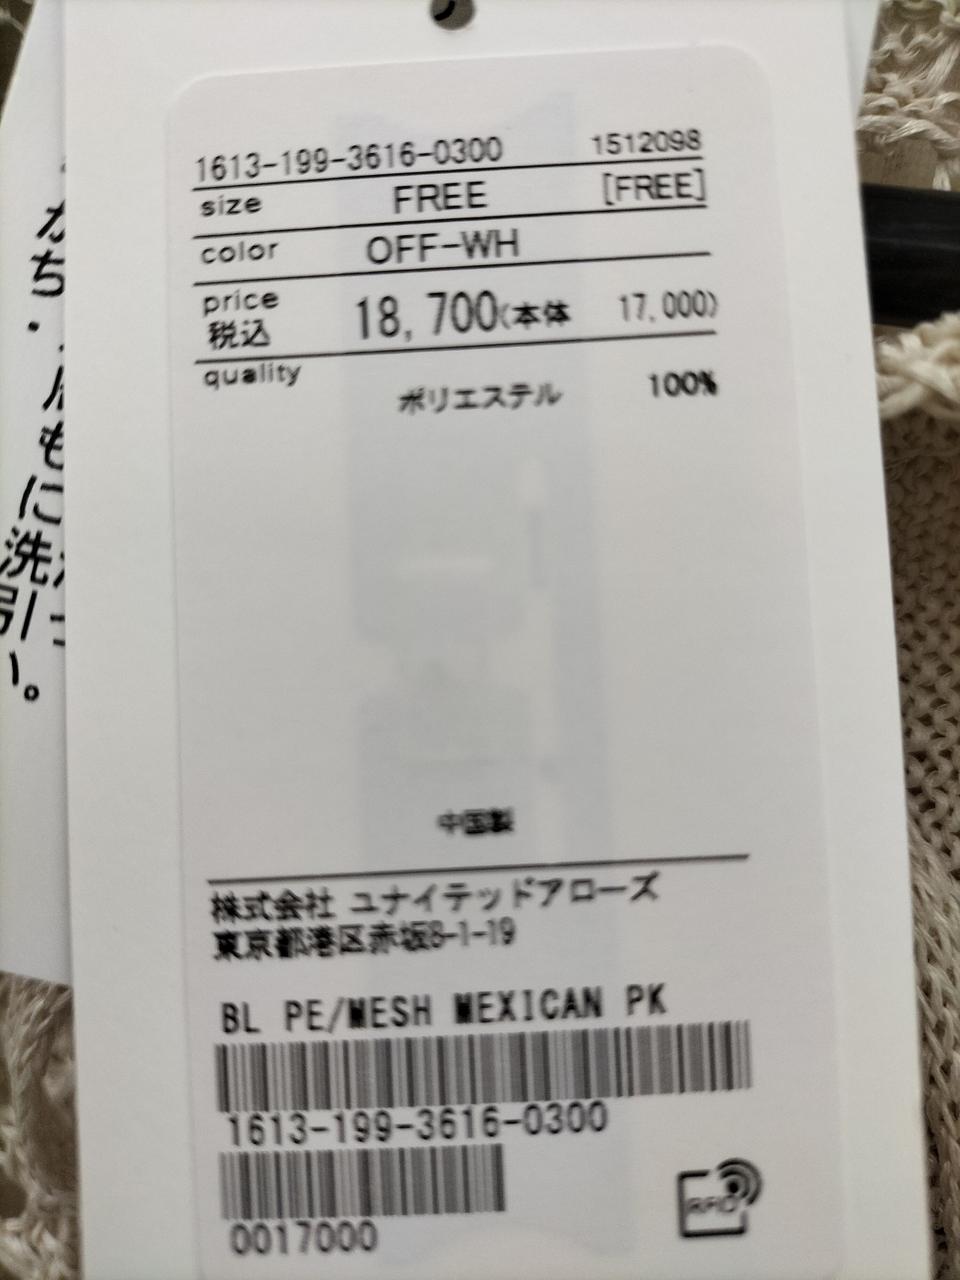 1613-199-3616-0300 1512098
size FREE [FREE]
color OFF-WH
price
税込 18,700(本体 17,000)
quality
ポリエステル 100%
中国製
株式会社 ユナイテッドアローズ
東京都港区赤坂8-1-19
BL PE/MESH MEXICAN PK
1613-199-3616-0300
0017000
RFID